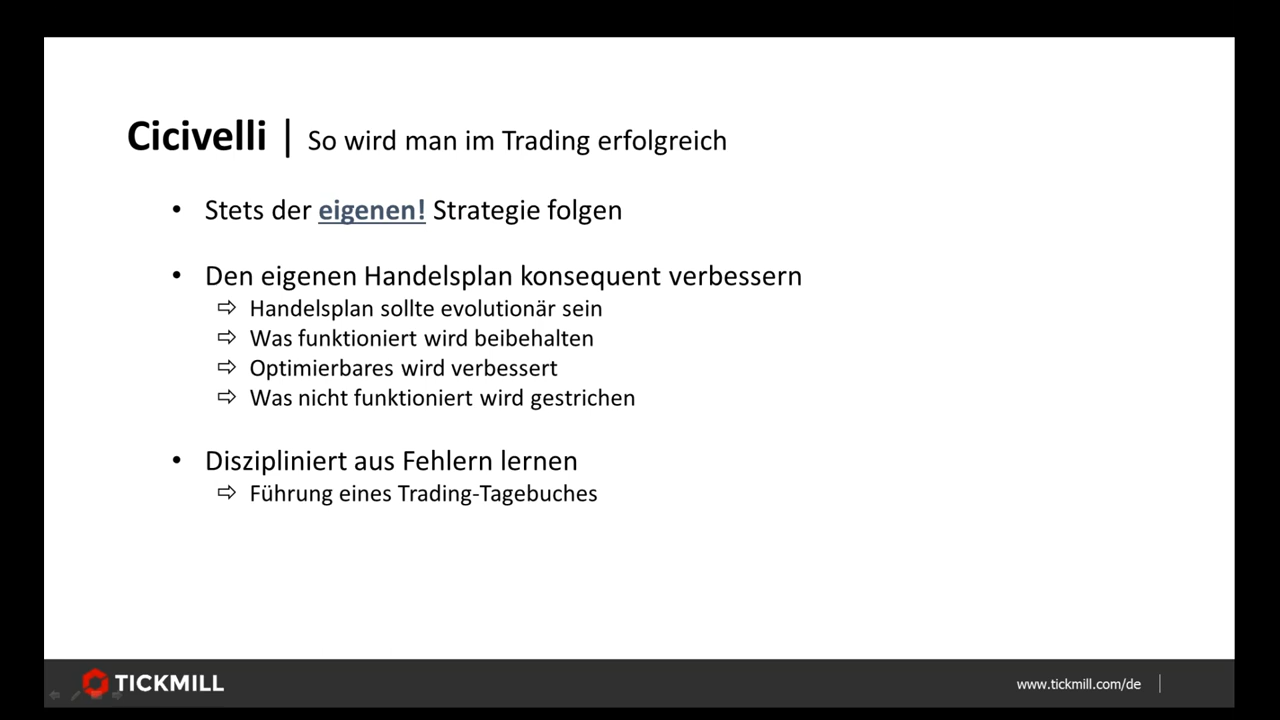 Cicivelli | So wird man im Trading erfolgreich
• Stets der eigenen! Strategie folgen
• Den eigenen Handelsplan konsequent verbessern
⇨ Handelsplan sollte evolutionär sein
⇨ Was funktioniert wird beibehalten
⇨ Optimierbares wird verbessert
⇨ Was nicht funktioniert wird gestrichen
• Diszipliniert aus Fehlern lernen
⇨ Führung eines Trading-Tagebuches
TICKMILL
www.tickmill.com/de |